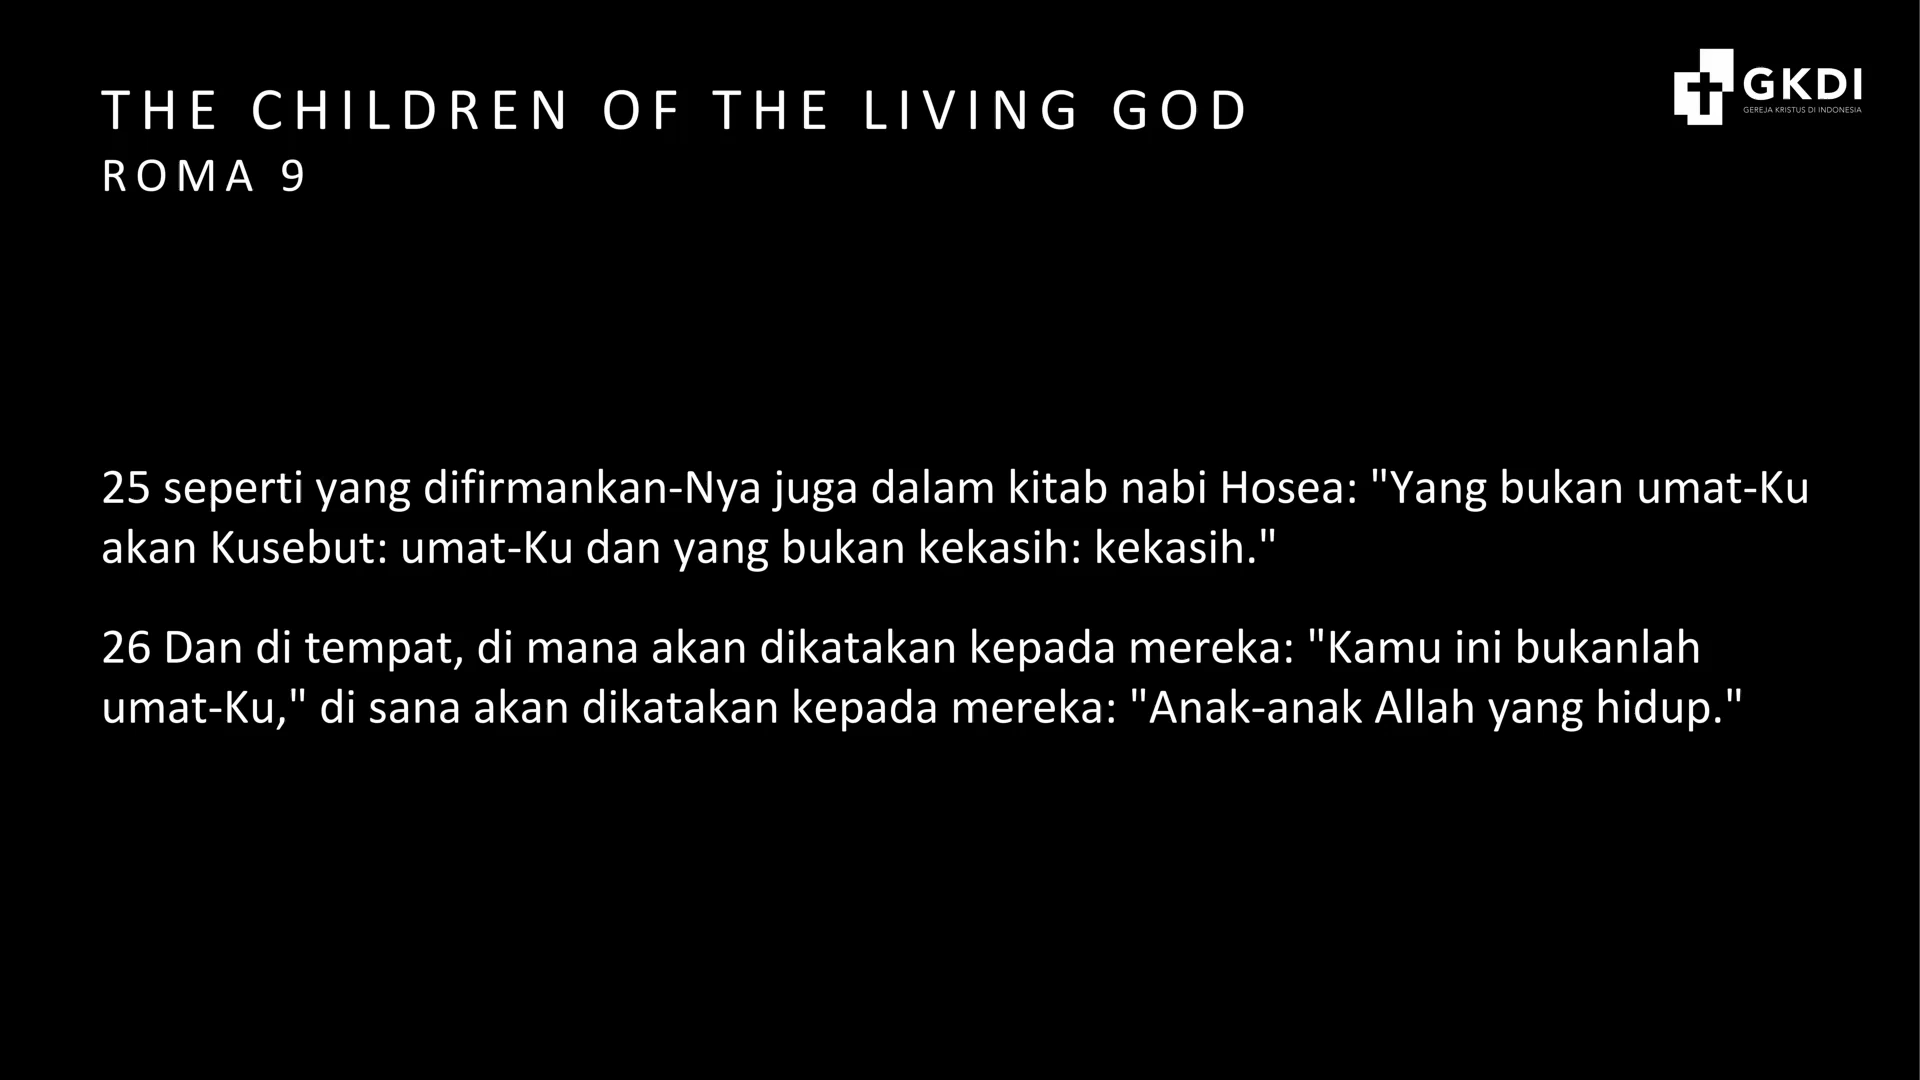 THE CHILDREN OF THE LIVING GOD
ROMA 9
GKDI
GEREJA KRISTUS DI INDONESIA
25 seperti yang difirmankan-Nya juga dalam kitab nabi Hosea: "Yang bukan umat-Ku
akan Kusebut: umat-Ku dan yang bukan kekasih: kekasih."
26 Dan di tempat, di mana akan dikatakan kepada mereka: "Kamu ini bukanlah
umat-Ku," di sana akan dikatakan kepada mereka: "Anak-anak Allah yang hidup."